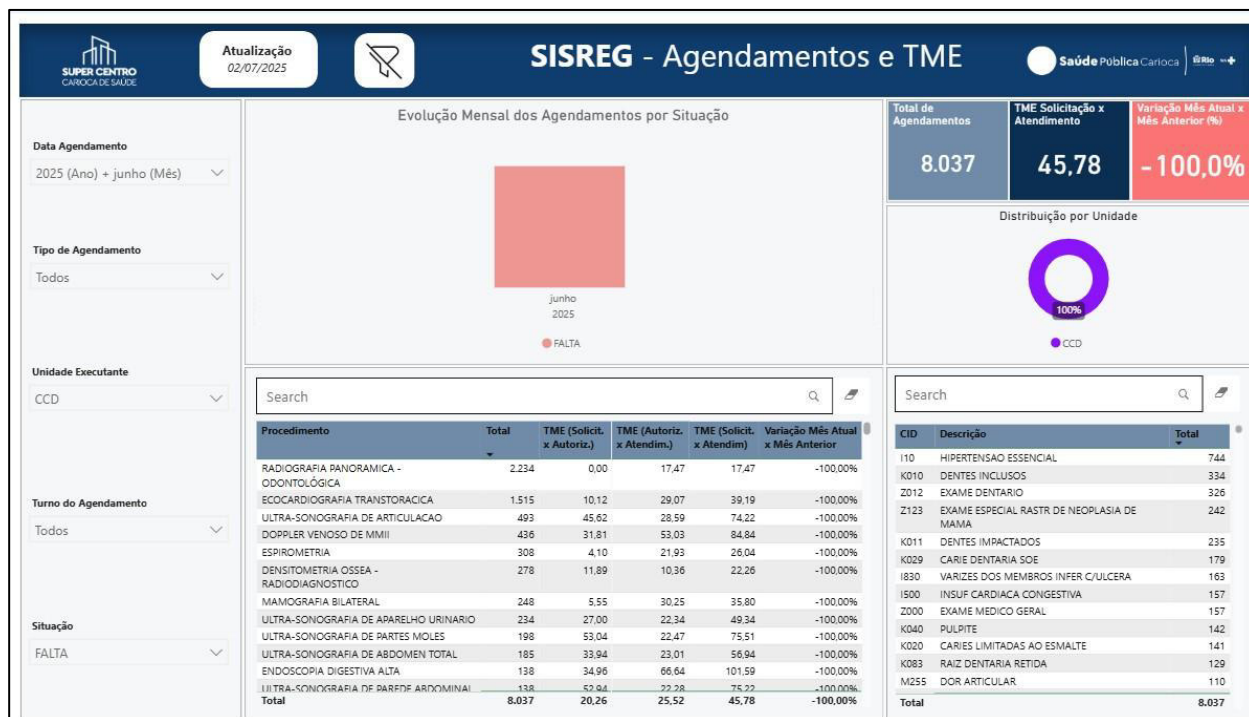 SUPER CENTRO
CARIOCA DE SAÚDE
Atualização
02/07/2025
SISREG - Agendamentos e TME
Saúde Pública Carioca
Data Agendamento
2025 (Ano) + junho (Mês)
Tipo de Agendamento
Todos
Unidade Executante
CCD
Turno do Agendamento
Todos
Situação
FALTA
Evolução Mensal dos Agendamentos por Situação
junho
2025
FALTA
Total de
Agendamentos
8.037
TME Solicitação x
Atendimento
45,78
Variação Mês Atual x
Mês Anterior (%)
-100,0%
Distribuição por Unidade
100%
CCD
Search
Procedimento Total TME (Solicit. x Autoriz.) TME (Autoriz. x Atendim.) TME (Solicit. x Atendim) Variação Mês Atual x Mês Anterior
RADIOGRAFIA PANORAMICA - ODONTOLÓGICA 2.234 0,00 17,47 17,47 -100,00%
ECOCARDIOGRAFIA TRANSTORACICA 1.515 10,12 29,07 39,19 -100,00%
ULTRA-SONOGRAFIA DE ARTICULACAO 493 45,62 28,59 74,22 -100,00%
DOPPLER VENOSO DE MMII 436 31,81 53,03 84,84 -100,00%
ESPIROMETRIA 308 4,10 21,93 26,04 -100,00%
DENSITOMETRIA OSSEA - RADIODIAGNOSTICO 278 11,89 10,36 22,26 -100,00%
MAMOGRAFIA BILATERAL 248 5,55 30,25 35,80 -100,00%
ULTRA-SONOGRAFIA DE APARELHO URINARIO 234 27,00 22,34 49,34 -100,00%
ULTRA-SONOGRAFIA DE PARTES MOLES 198 53,04 22,47 75,51 -100,00%
ULTRA-SONOGRAFIA DE ABDOMEN TOTAL 185 33,94 23,01 56,94 -100,00%
ENDOSCOPIA DIGESTIVA ALTA 138 34,96 66,64 101,59 -100,00%
ULTRA-SONOGRAFIA DE PAREDE ABDOMINAL 138 52,94 22,28 75,22 -100,00%
Total 8.037 20,26 25,52 45,78 -100,00%
Search
CID Descrição Total
I10 HIPERTENSAO ESSENCIAL 744
K010 DENTES INCLUSOS 334
Z012 EXAME DENTARIO 326
Z123 EXAME ESPECIAL RASTR DE NEOPLASIA DE MAMA 242
K011 DENTES IMPACTADOS 235
K029 CARIE DENTARIA SOE 179
I830 VARIZES DOS MEMBROS INFER C/ULCERA 163
I500 INSUF CARDIACA CONGESTIVA 157
Z000 EXAME MEDICO GERAL 157
K040 PULPITE 142
K020 CARIES LIMITADAS AO ESMALTE 141
K083 RAIZ DENTARIA RETIDA 129
M255 DOR ARTICULAR 110
Total 8.037